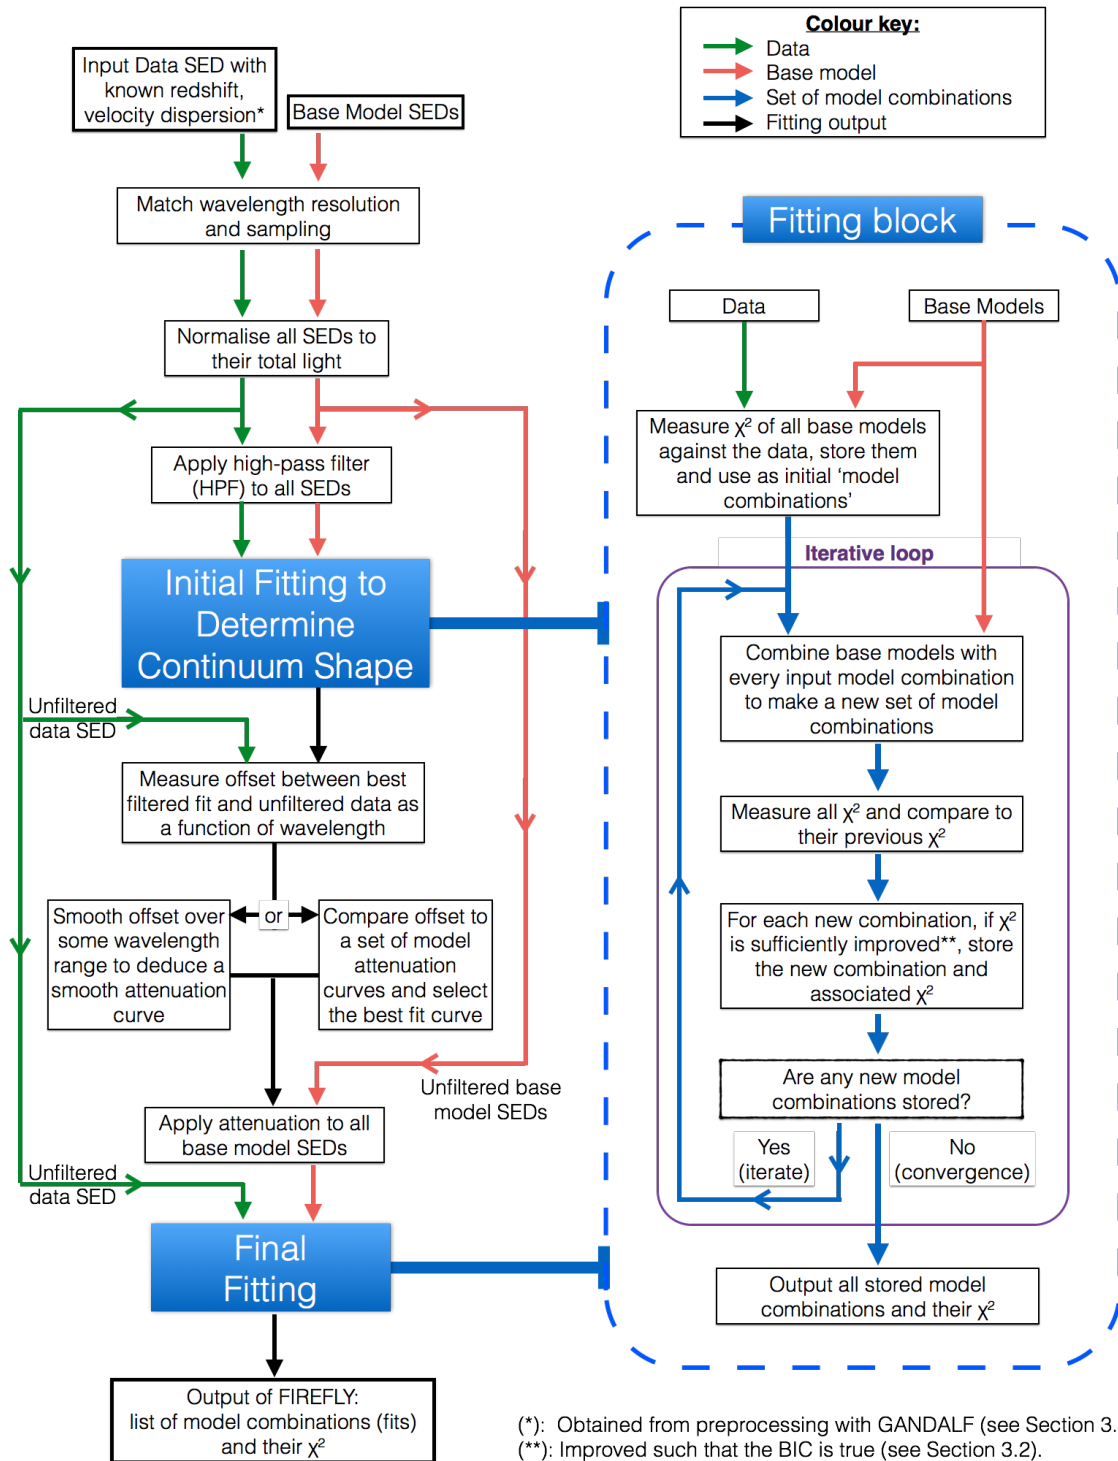 Colour key:
Data
Base model
Set of model combinations
Fitting output
Input Data SED with
known redshift,
velocity dispersion*
Base Model SEDs
Match wavelength resolution
and sampling
Normalise all SEDs to
their total light
Apply high-pass filter
(HPF) to all SEDs
Initial Fitting to
Determine
Continuum Shape
Unfiltered
data SED
Measure offset between best
filtered fit and unfiltered data as
a function of wavelength
Smooth offset over
some wavelength
range to deduce a
smooth attenuation
curve
or
Compare offset to
a set of model
attenuation
curves and select
the best fit curve
Unfiltered base
model SEDs
Apply attenuation to all
base model SEDs
Unfiltered
data SED
Final
Fitting
Output of FIREFLY:
list of model combinations (fits)
and their χ²
Fitting block
Data
Base Models
Measure χ² of all base models
against the data, store them
and use as initial ‘model
combinations’
Iterative loop
Combine base models with
every input model combination
to make a new set of model
combinations
Measure all χ² and compare to
their previous χ²
For each new combination, if χ²
is sufficiently improved**, store
the new combination and
associated χ²
Are any new model
combinations stored?
Yes
(iterate)
No
(convergence)
Output all stored model
combinations and their χ²
(*): Obtained from preprocessing with GANDALF (see Section 3.
(**): Improved such that the BIC is true (see Section 3.2).